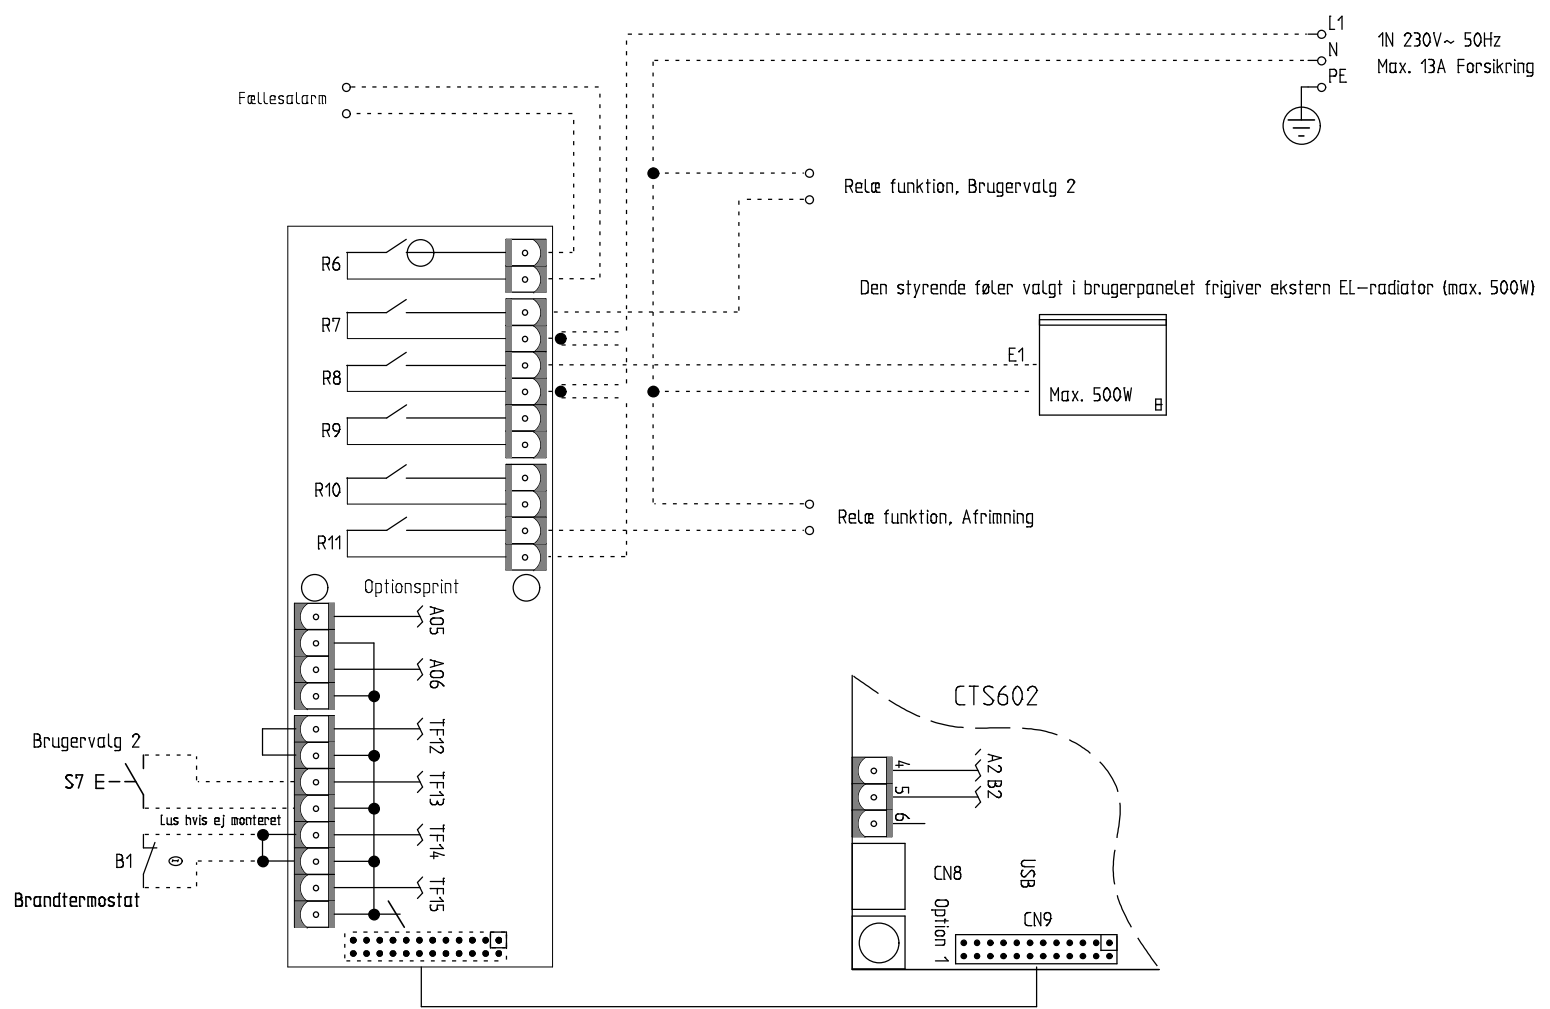 L1
1N 230V~ 50Hz
N
Max. 13A Forsikring
PE
Fællesalarm
Relæ funktion, Brugervalg 2
R6
Den styrende føler valgt i brugerpanelet frigiver ekstern EL-radiator (max. 500W)
R7
E1
R8
Max. 500W
R9
R10
Relæ funktion, Afrimning
R11
Optionsprint
AO5
AO6
CTS602
TF12
Brugervalg 2
S7 E
TF13
A2 B2
4
5
6
Lus hvis ej monteret
TF14
B1
TF15
Brandtermostat
CN8
USB
Option 1
CN9